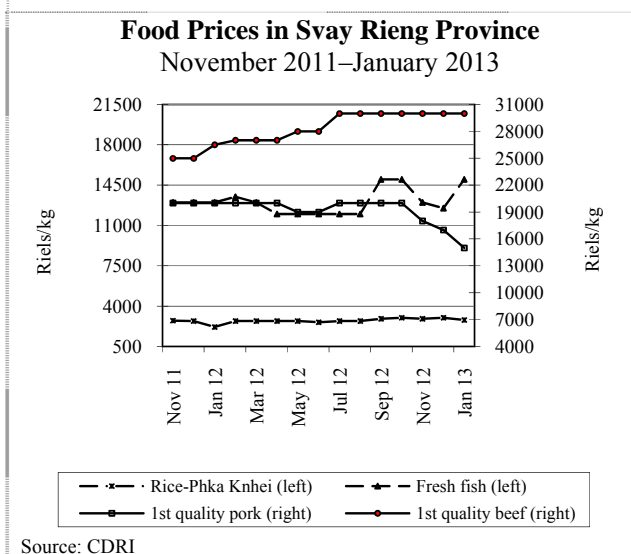 Food Prices in Svay Rieng Province
November 2011–January 2013
21500
18000
14500
11000
7500
4000
500
Riels/kg
31000
28000
25000
22000
19000
16000
13000
10000
7000
4000
Riels/kg
Nov 11
Jan 12
Mar 12
May 12
Jul 12
Sep 12
Nov 12
Jan 13
Rice-Phka Knhei (left)
Fresh fish (left)
1st quality pork (right)
1st quality beef (right)
Source: CDRI